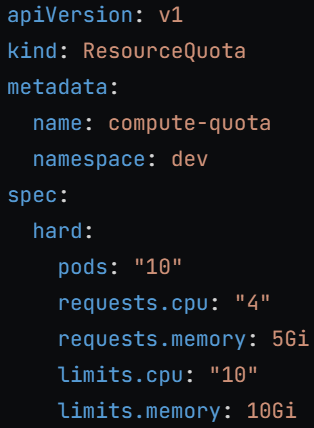 apiVersion: v1
kind: ResourceQuota
metadata:
  name: compute-quota
  namespace: dev
spec:
  hard:
    pods: "10"
    requests.cpu: "4"
    requests.memory: 5Gi
    limits.cpu: "10"
    limits.memory: 10Gi